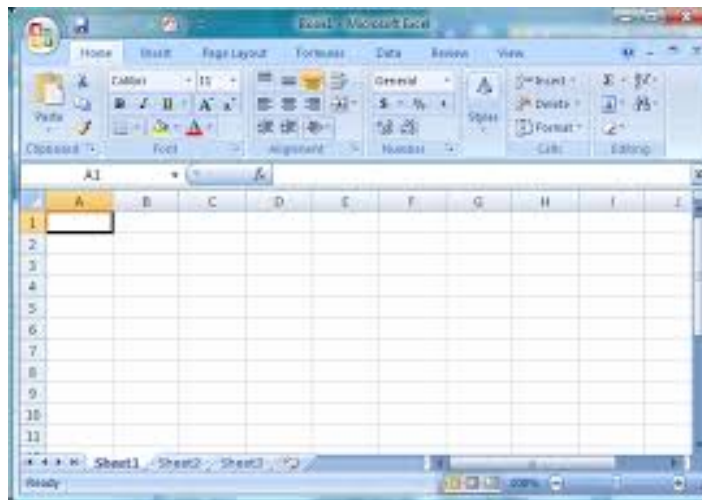 Book1 - Microsoft Excel
Home Insert Page Layout Formulas Data Review View
Paste Calibri 11 General Styles Insert Delete Format
B I U A A $ %
Clipboard Font Alignment Number Cells Editing
A1 fx
A B C D E F G H I J
1
2
3
4
5
6
7
8
9
10
11
Sheet1 Sheet2 Sheet3
Ready 100%